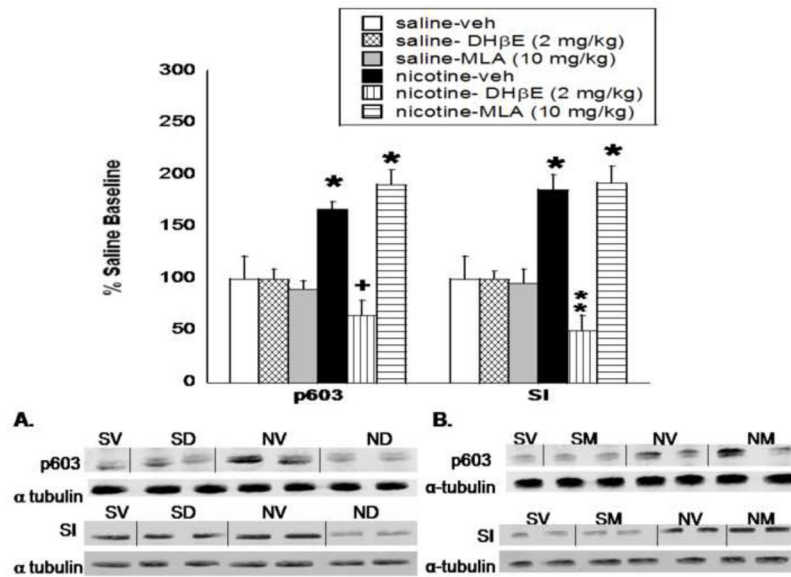 saline-veh
saline- DHβE (2 mg/kg)
saline-MLA (10 mg/kg)
nicotine-veh
nicotine- DHβE (2 mg/kg)
nicotine-MLA (10 mg/kg)
300
250
200
150
100
50
0
% Saline Baseline
*
*
+
*
**
*
p603
SI
A.
SV SD NV ND
p603
α tubulin
SV SD NV ND
SI
α tubulin
B.
SV SM NV NM
p603
α-tubulin
SV SM NV NM
SI
α-tubulin